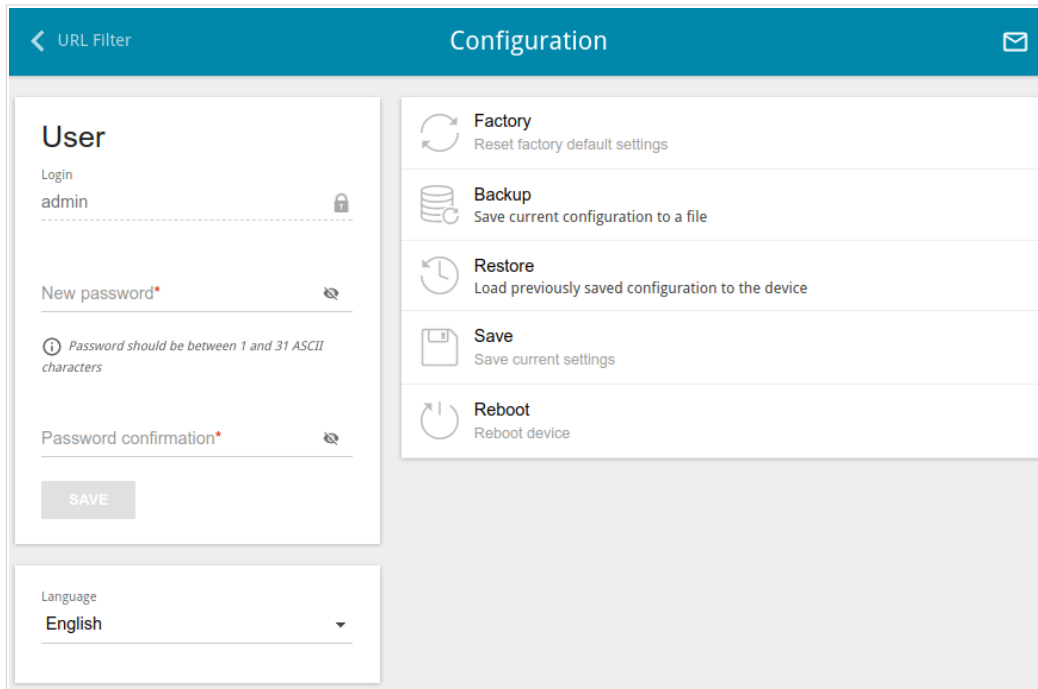 URL Filter
Configuration
User
Login
admin
New password*
Password should be between 1 and 31 ASCII
characters
Password confirmation*
SAVE
Language
English
Factory
Reset factory default settings
Backup
Save current configuration to a file
Restore
Load previously saved configuration to the device
Save
Save current settings
Reboot
Reboot device